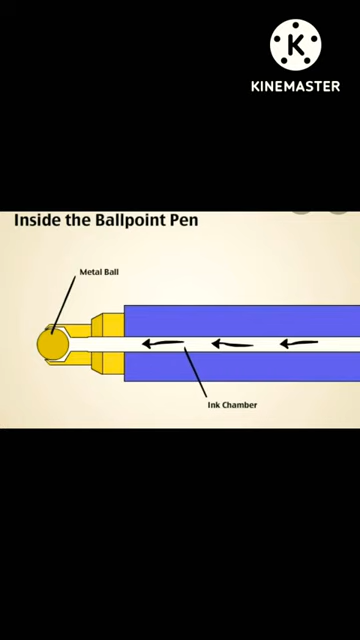 K
KINEMASTER
Inside the Ballpoint Pen
Metal Ball
Ink Chamber